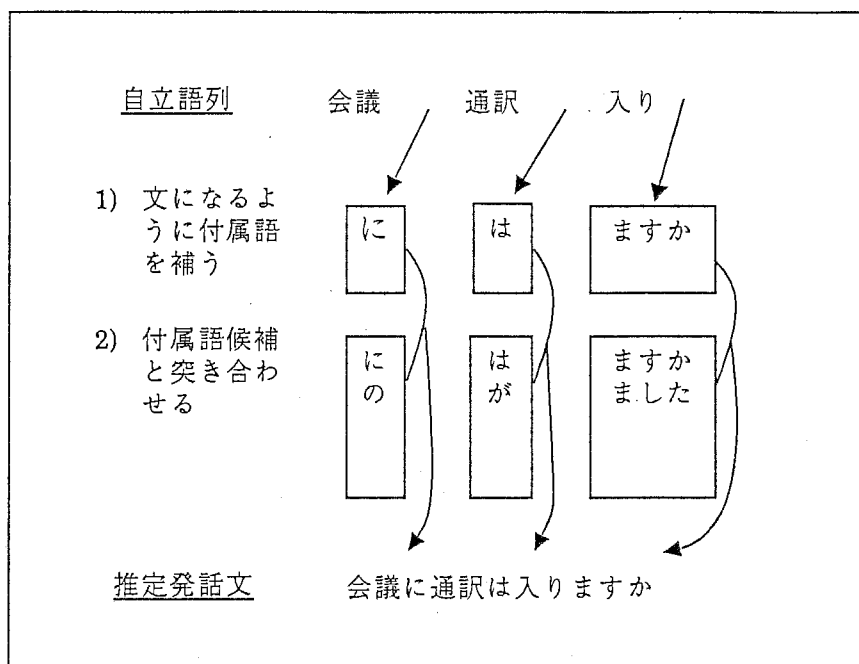 自立語列 会議 通訳 入り
1) 文になるよ
うに付属語
を補う
に は ますか
2) 付属語候補
と突き合わ
せる
に は ますか
の が ました
推定発話文 会議に通訳は入りますか